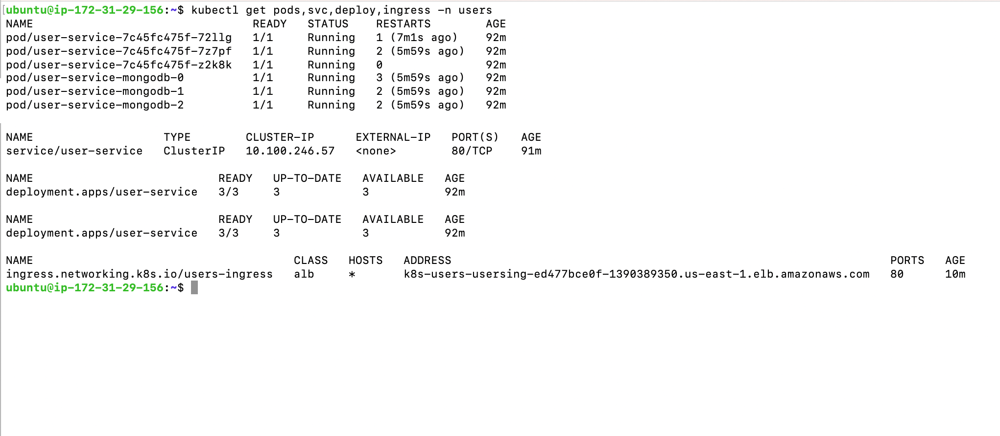 ubuntu@ip-172-31-29-156:~$ kubectl get pods,svc,deploy,ingress -n users
NAME READY STATUS RESTARTS AGE
pod/user-service-7c45fc475f-72llg 1/1 Running 1 (7m1s ago) 92m
pod/user-service-7c45fc475f-7z7pf 1/1 Running 2 (5m59s ago) 92m
pod/user-service-7c45fc475f-z2k8k 1/1 Running 0 92m
pod/user-service-mongodb-0 1/1 Running 3 (5m59s ago) 92m
pod/user-service-mongodb-1 1/1 Running 2 (5m59s ago) 92m
pod/user-service-mongodb-2 1/1 Running 2 (5m59s ago) 92m
NAME TYPE CLUSTER-IP EXTERNAL-IP PORT(S) AGE
service/user-service ClusterIP 10.100.246.57 <none> 80/TCP 91m
NAME READY UP-TO-DATE AVAILABLE AGE
deployment.apps/user-service 3/3 3 3 92m
NAME READY UP-TO-DATE AVAILABLE AGE
deployment.apps/user-service 3/3 3 3 92m
NAME CLASS HOSTS ADDRESS PORTS AGE
ingress.networking.k8s.io/users-ingress alb * k8s-users-usersing-ed477bce0f-1390389350.us-east-1.elb.amazonaws.com 80 10m
ubuntu@ip-172-31-29-156:~$